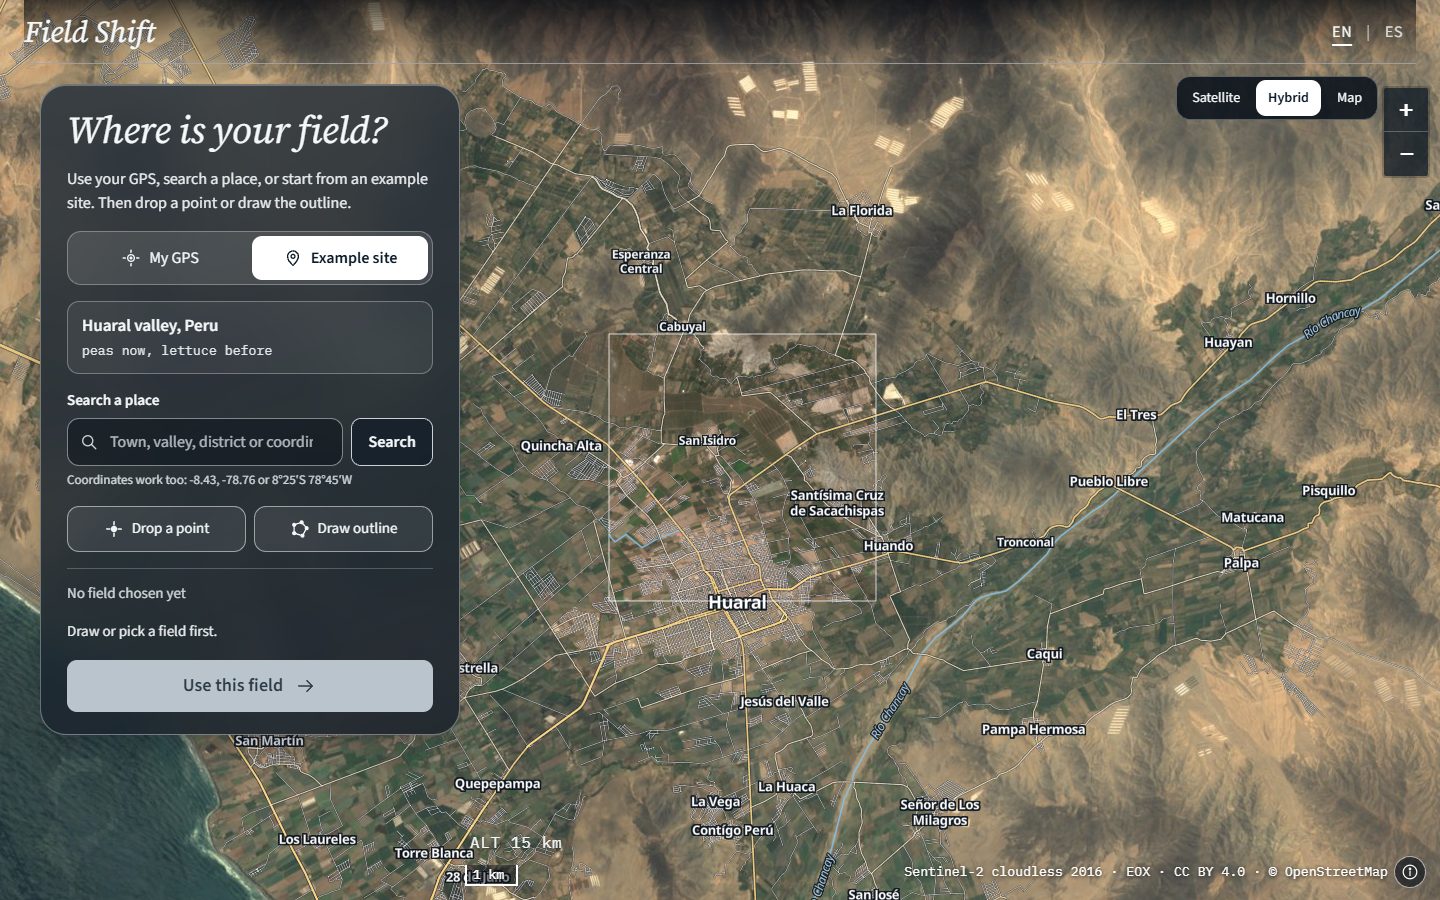 Field Shift
EN | ES
Satellite
Hybrid
Map
+
−
Where is your field?
Use your GPS, search a place, or start from an example
site. Then drop a point or draw the outline.
My GPS
Example site
Huaral valley, Peru
peas now, lettuce before
Search a place
Town, valley, district or coordin
Search
Coordinates work too: -8.43, -78.76 or 8°25'S 78°45'W
Drop a point
Draw outline
No field chosen yet
Draw or pick a field first.
Use this field
La Florida
Sa
Esperanza
Central
Hornillo
Río Chancay
Cabuyal
Huayan
El Tres
Quincha Alta
San Isidro
Pueblo Libre
Santísima Cruz
de Sacachispas
Pisquillo
Matucana
Huando
Tronconal
Palpa
Huaral
Caqui
strella
Jesús del Valle
Río Chancay
Pampa Hermosa
San Martín
Quepepampa
La Huaca
La Vega
Señor de Los
Milagros
Contígo Perú
Los Laureles
ALT 15 km
Torre Blanca
28
1 km
Chancay
San José
Sentinel-2 cloudless 2016 · EOX · CC BY 4.0 · © OpenStreetMap